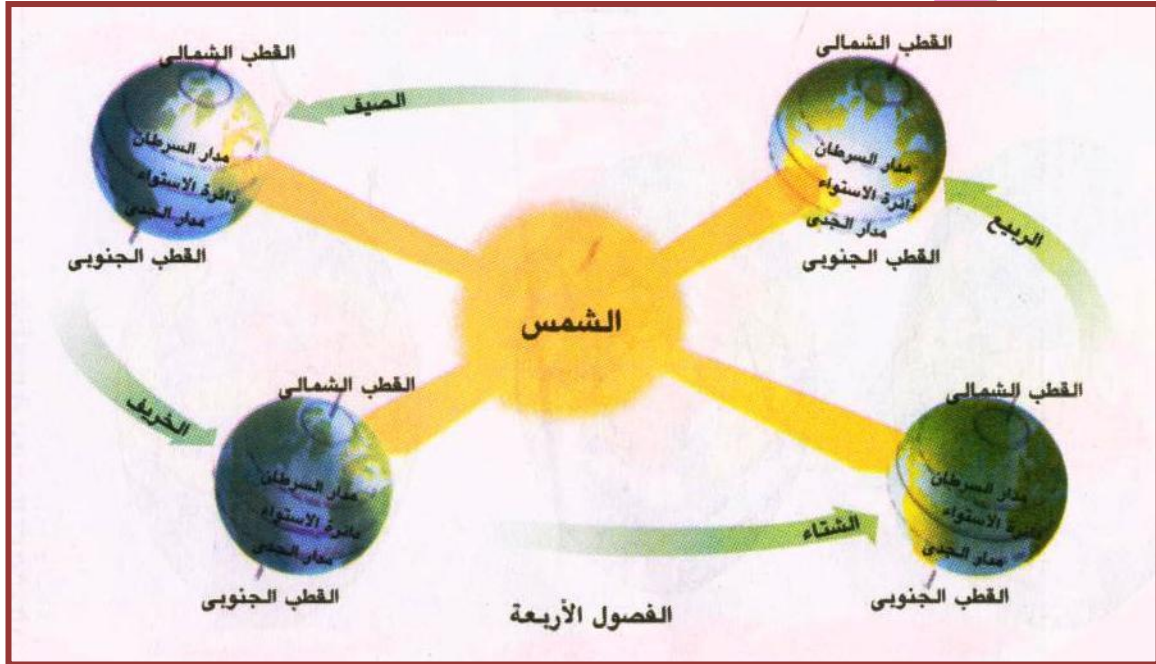 القطب الشمالى
القطب الشمالى
الصيف
مدار السرطان
دائرة الاستواء
مدار الجدى
القطب الجنوبى
مدار السرطان
دائرة الاستواء
مدار الجدى
القطب الجنوبى
الربيع
الشمس
القطب الشمالى
القطب الشمالى
الخريف
مدار السرطان
دائرة الاستواء
مدار الجدى
القطب الجنوبى
الشتاء
مدار السرطان
دائرة الاستواء
مدار الجدى
القطب الجنوبى
الفصول الأربعة